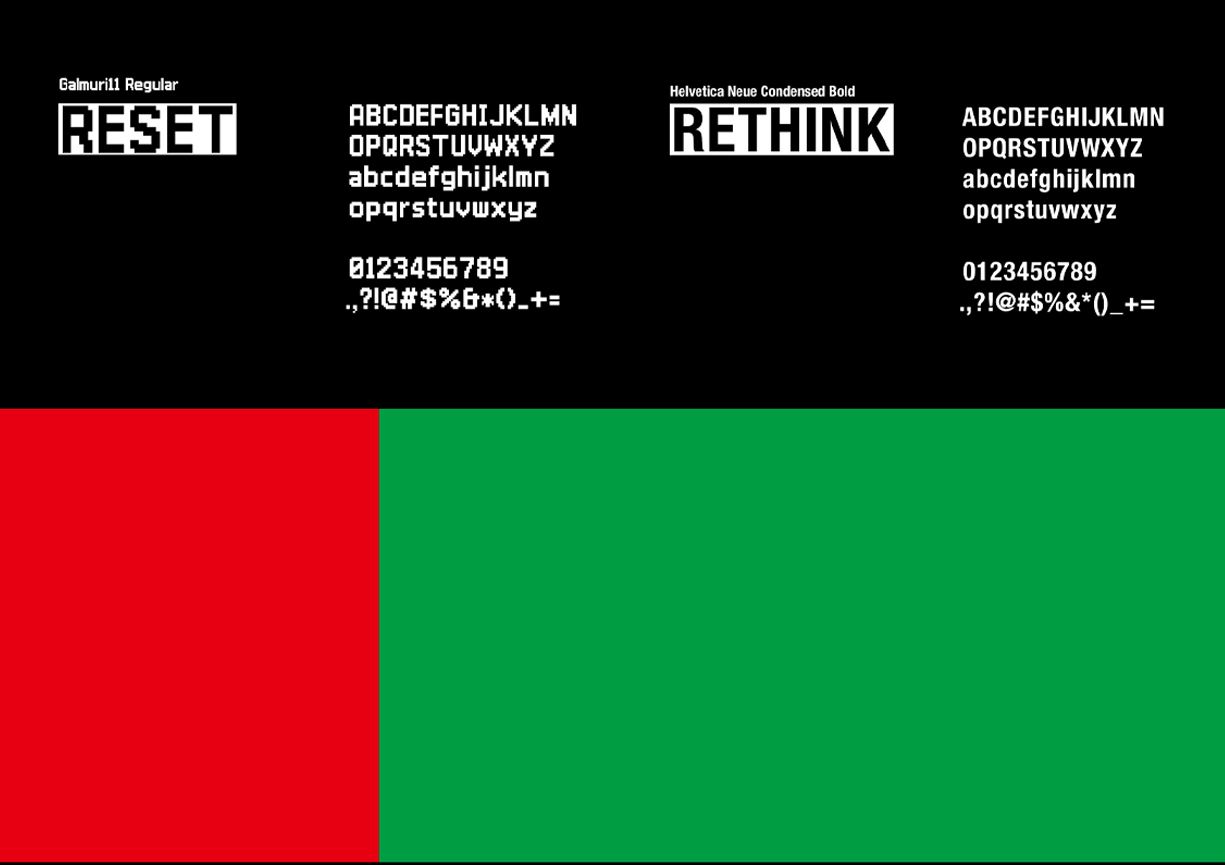 Galmuri11 Regular
RESET
ABCDEFGHIJKLMN
OPQRSTUVWXYZ
abcdefghijklmn
opqrstuvwxyz
0123456789
.,?!@#$%&*()_+=
Helvetica Neue Condensed Bold
RETHINK
ABCDEFGHIJKLMN
OPQRSTUVWXYZ
abcdefghijklmn
opqrstuvwxyz
0123456789
.,?!@#$%&*()_+=